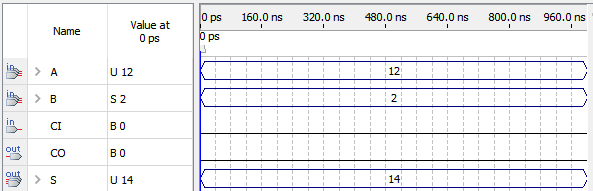 Name Value at 0 ps
0 ps 160.0 ns 320.0 ns 480.0 ns 640.0 ns 800.0 ns 960.0 ns
0 ps
in A U 12 12
in B S 2 2
in CI B 0
out CO B 0
out S U 14 14